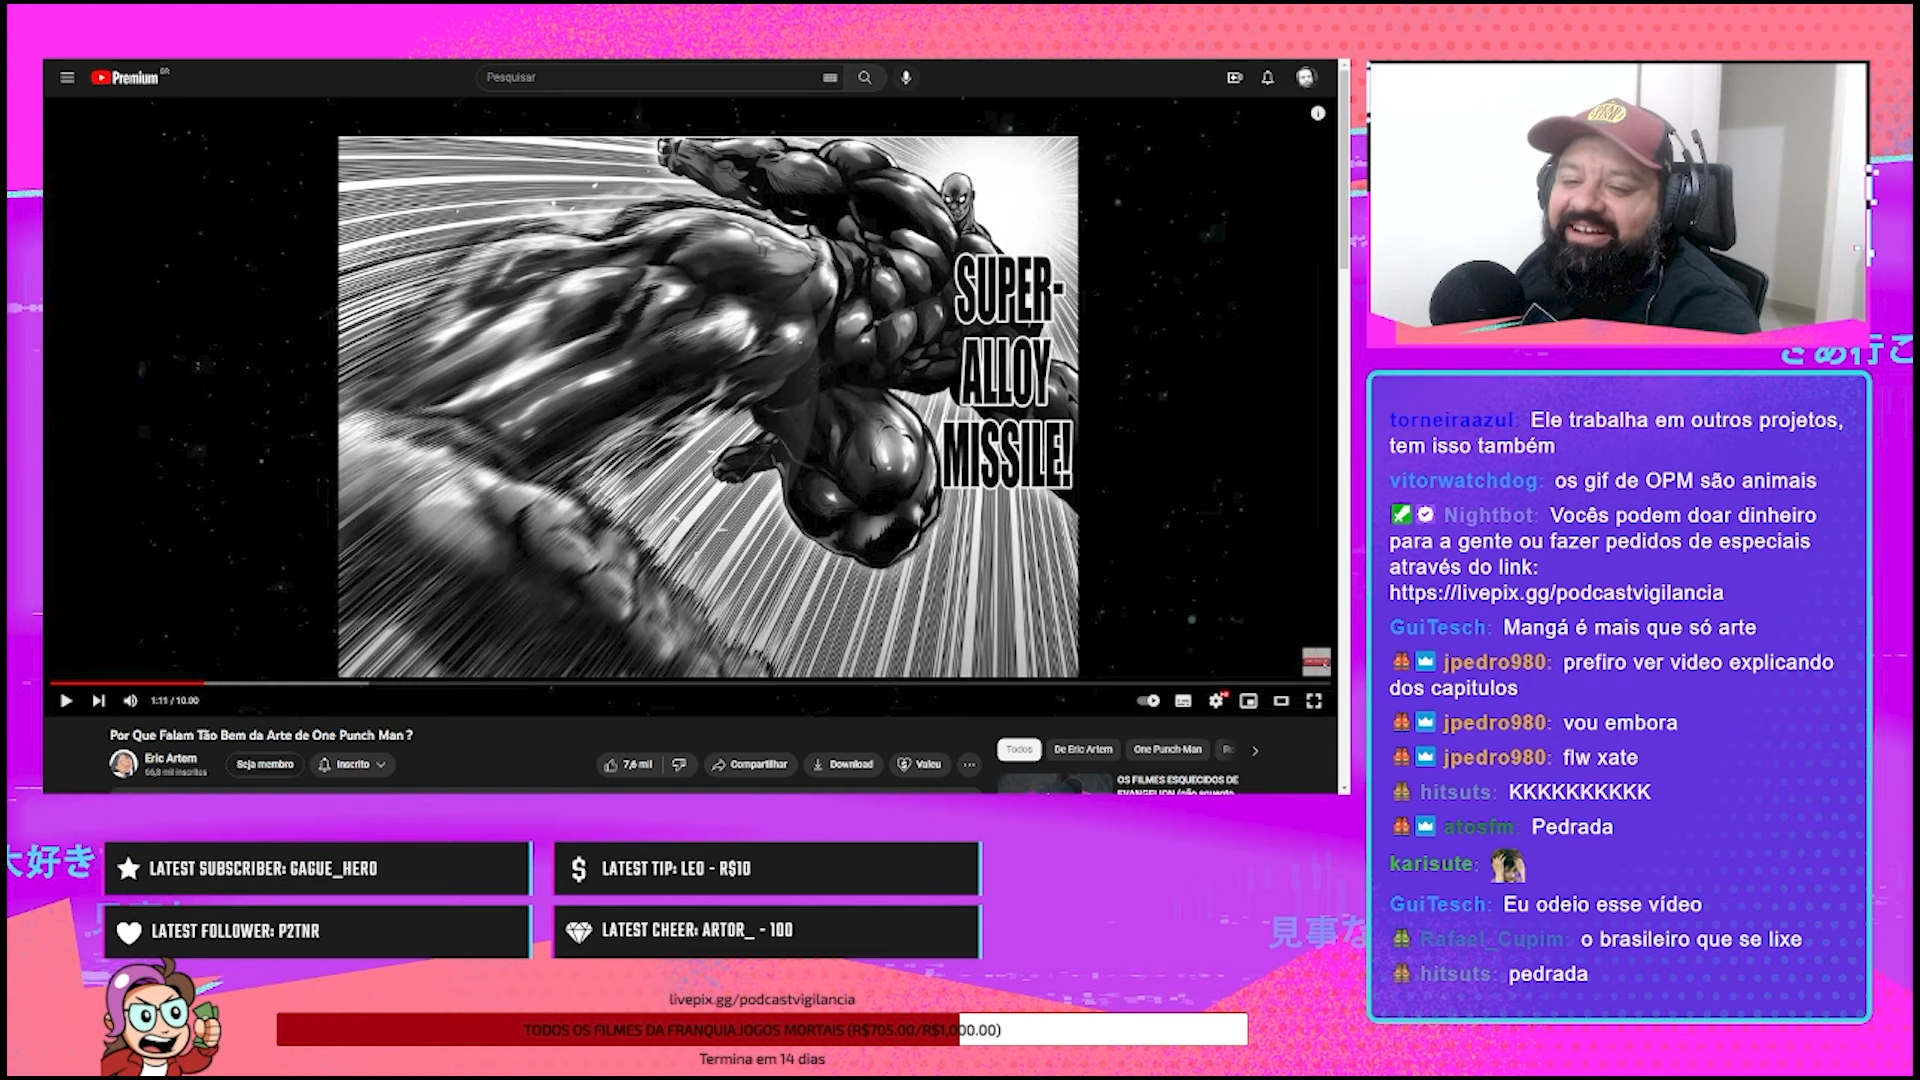 Premium BR
Pesquisar
SUPER-
ALLOY
MISSILE!
1:11 / 10:00
Por Que Falam Tão Bem da Arte de One Punch Man ?
Eric Artem
66,8 mil inscritos
Seja membro
Inscrito
7,6 mil
Compartilhar
Download
Valeu
Todos
De Eric Artem
One Punch-Man
OS FILMES ESQUECIDOS DE
EVANGELION (não aguento
torneiraazul: Ele trabalha em outros projetos,
tem isso também
vitorwatchdog: os gif de OPM são animais
Nightbot: Vocês podem doar dinheiro
para a gente ou fazer pedidos de especiais
através do link:
https://livepix.gg/podcastvigilancia
GuiTesch: Mangá é mais que só arte
jpedro980: prefiro ver video explicando
dos capitulos
jpedro980: vou embora
jpedro980: flw xate
hitsuts: KKKKKKKKKK
atosfm: Pedrada
karisute:
GuiTesch: Eu odeio esse vídeo
Rafael_Cupim: o brasileiro que se lixe
hitsuts: pedrada
大好き
見事な
LATEST SUBSCRIBER: GAGUE_HERO
LATEST TIP: LEO - R$10
LATEST FOLLOWER: P2TNR
LATEST CHEER: ARTOR_ - 100
livepix.gg/podcastvigilancia
TODOS OS FILMES DA FRANQUIA JOGOS MORTAIS (R$705.00/R$1,000.00)
Termina em 14 dias